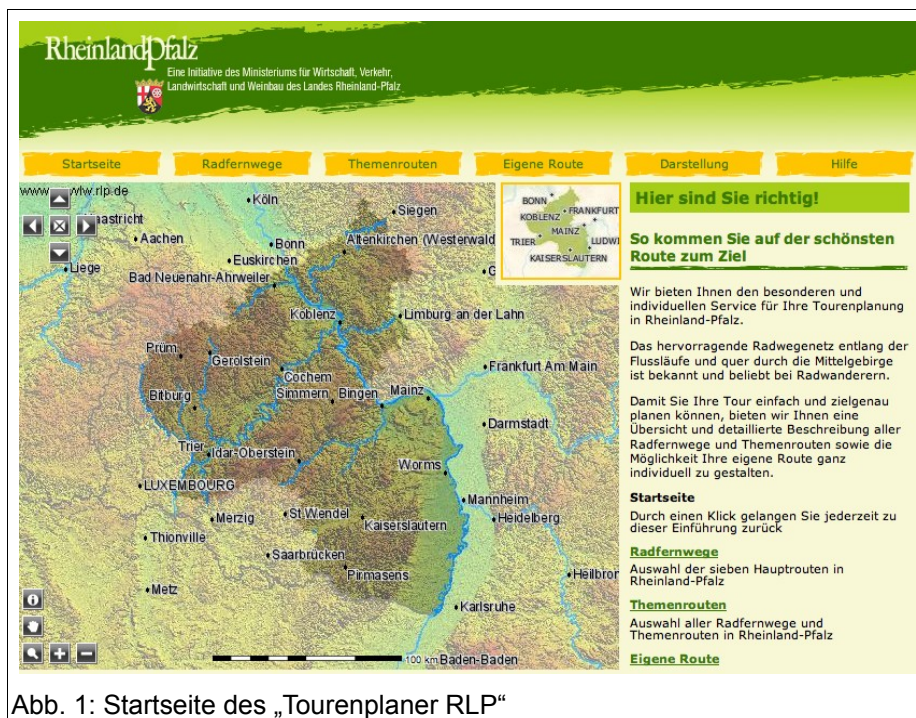 RheinlandPfalz
Eine Initiative des Ministeriums für Wirtschaft, Verkehr,
Landwirtschaft und Weinbau des Landes Rheinland-Pfalz
Startseite
Radfernwege
Themenrouten
Eigene Route
Darstellung
Hilfe
Köln
Siegen
Aachen
Bonn
Altenkirchen (Westerwald
Euskirchen
Liege
Bad Neuenahr-Ahrweiler
Koblenz
Limburg an der Lahn
Prüm
Gerolstein
Frankfurt Am Main
Cochem
Simmern
Bingen
Mainz
Bitburg
Darmstadt
Trier
Idar-Oberstein
Worms
LUXEMBOURG
Mannheim
Merzig
St.Wendel
Kaiserslautern
Heidelberg
Thionville
Saarbrücken
Pirmasens
Heilbron
Metz
Karlsruhe
100 km
Baden-Baden
BONN
KOBLENZ
FRANKFURT
MAINZ
TRIER
LUDWI
KAISERSLAUTERN
Hier sind Sie richtig!
So kommen Sie auf der schönsten
Route zum Ziel
Wir bieten Ihnen den besonderen und
individuellen Service für Ihre Tourenplanung
in Rheinland-Pfalz.
Das hervorragende Radwegenetz entlang der
Flussläufe und quer durch die Mittelgebirge
ist bekannt und beliebt bei Radwanderern.
Damit Sie Ihre Tour einfach und zielgenau
planen können, bieten wir Ihnen eine
Übersicht und detaillierte Beschreibung aller
Radfernwege und Themenrouten sowie die
Möglichkeit Ihre eigene Route ganz
individuell zu gestalten.
Startseite
Durch einen Klick gelangen Sie jederzeit zu
dieser Einführung zurück
Radfernwege
Auswahl der sieben Hauptrouten in
Rheinland-Pfalz
Themenrouten
Auswahl aller Radfernwege und
Themenrouten in Rheinland-Pfalz
Eigene Route
Abb. 1: Startseite des „Tourenplaner RLP“